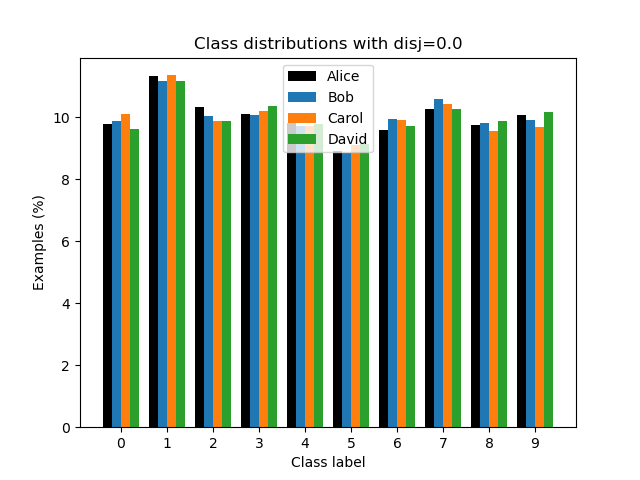 Class distributions with disj=0.0
Alice
Bob
Carol
David
Examples (%)
10
8
6
4
2
0
0 1 2 3 4 5 6 7 8 9
Class label